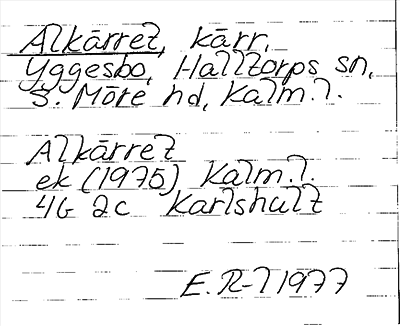 Alkärret, kärr.
Yggesbo, Halltorps sn,
S. Möre hd, Kalm. l.
Alkärret
ek (1975), Kalm. l.
4G 2c Karlshult
E. R-l 1977